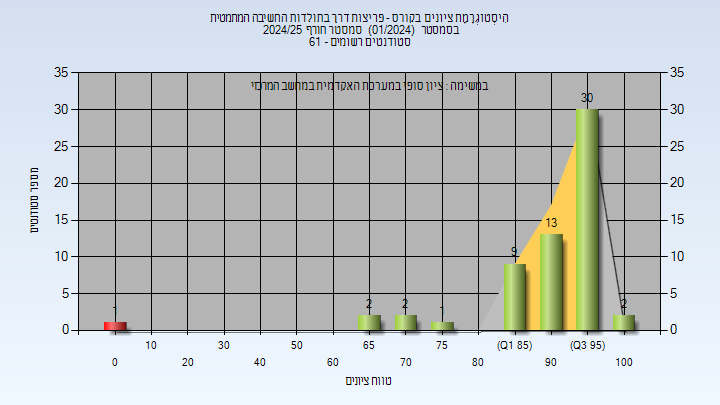 היסטוגרמת ציונים בקורס - פריצות דרך בתולדות החשיבה המתמטית
בסמסטר (01/2024) סמסטר חורף 2024/25
סטודנטים רשומים - 61
במשימה : ציון סופי במערכת האקדמית במחשב המרכזי
מספר סטודנטים
35 35
30 30
25 25
20 20
15 15
10 10
5 5
0 0
1 2 2 1 9 13 30 2
10 30 50 65 75 (Q1 85) (Q3 95)
0 20 40 60 70 80 90 100
טווח ציונים